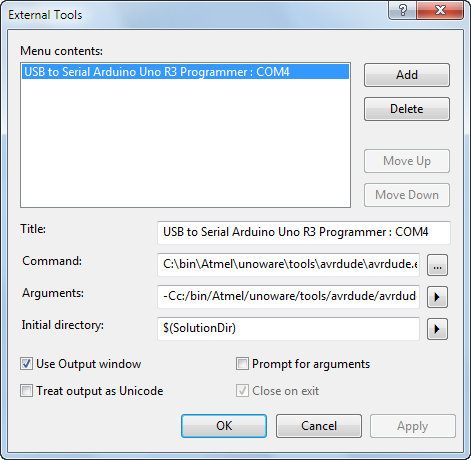 External Tools
Menu contents:
USB to Serial Arduino Uno R3 Programmer : COM4
Add
Delete
Move Up
Move Down
Title: USB to Serial Arduino Uno R3 Programmer : COM4
Command: C:\bin\Atmel\unoware\tools\avrdude\avrdude.e ...
Arguments: -Cc:/bin/Atmel/unoware/tools/avrdude/avrdud
Initial directory: $(SolutionDir)
Use Output window Prompt for arguments
Treat output as Unicode Close on exit
OK Cancel Apply